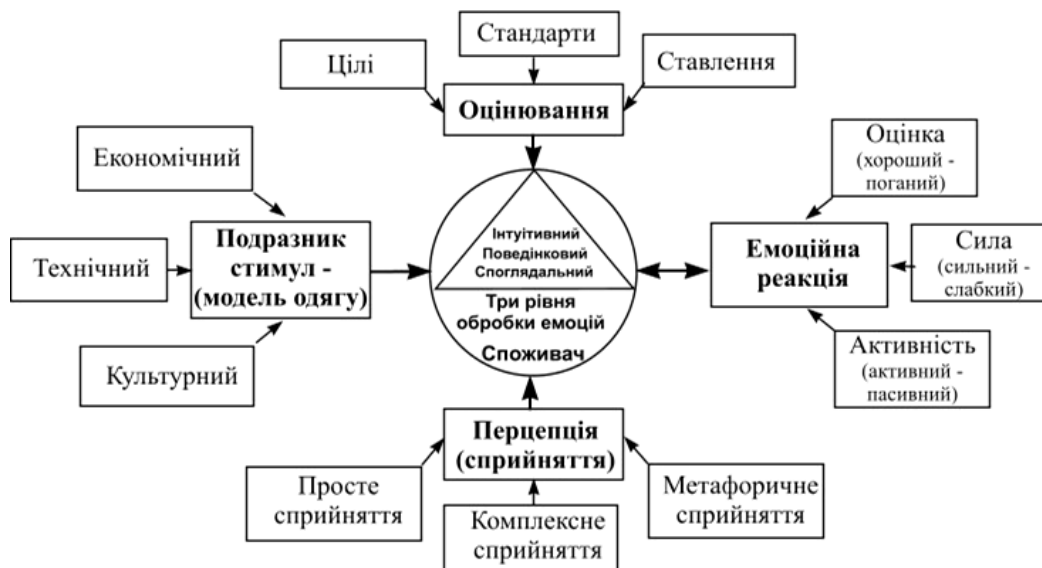 Стандарти
Цілі
Ставлення
Оцінювання
Економічний
Технічний
Культурний
Подразник
стимул -
(модель одягу)
Інтуітивний
Поведінковий
Споглядальний
Три рівня
обробки емоцій
Споживач
Емоційна
реакція
Оцінка
(хороший -
поганий)
Сила
(сильний -
слабкий)
Активність
(активний -
пасивний)
Перцепція
(сприйняття)
Просте
сприйняття
Комплексне
сприйняття
Метафоричне
сприйняття